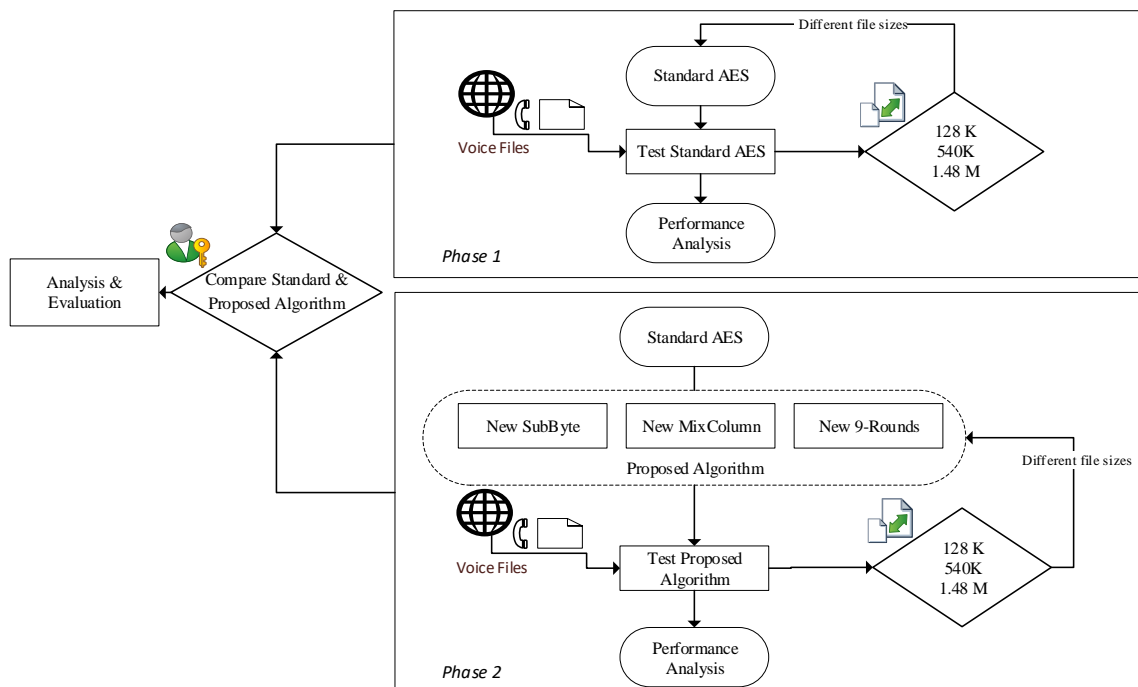 Different file sizes
Standard AES
Voice Files
Test Standard AES
128 K
540K
1.48 M
Performance
Analysis
Phase 1
Analysis &
Evaluation
Compare Standard &
Proposed Algorithm
Standard AES
New SubByte
New MixColumn
New 9-Rounds
Proposed Algorithm
Different file sizes
Voice Files
Test Proposed
Algorithm
128 K
540K
1.48 M
Performance
Analysis
Phase 2